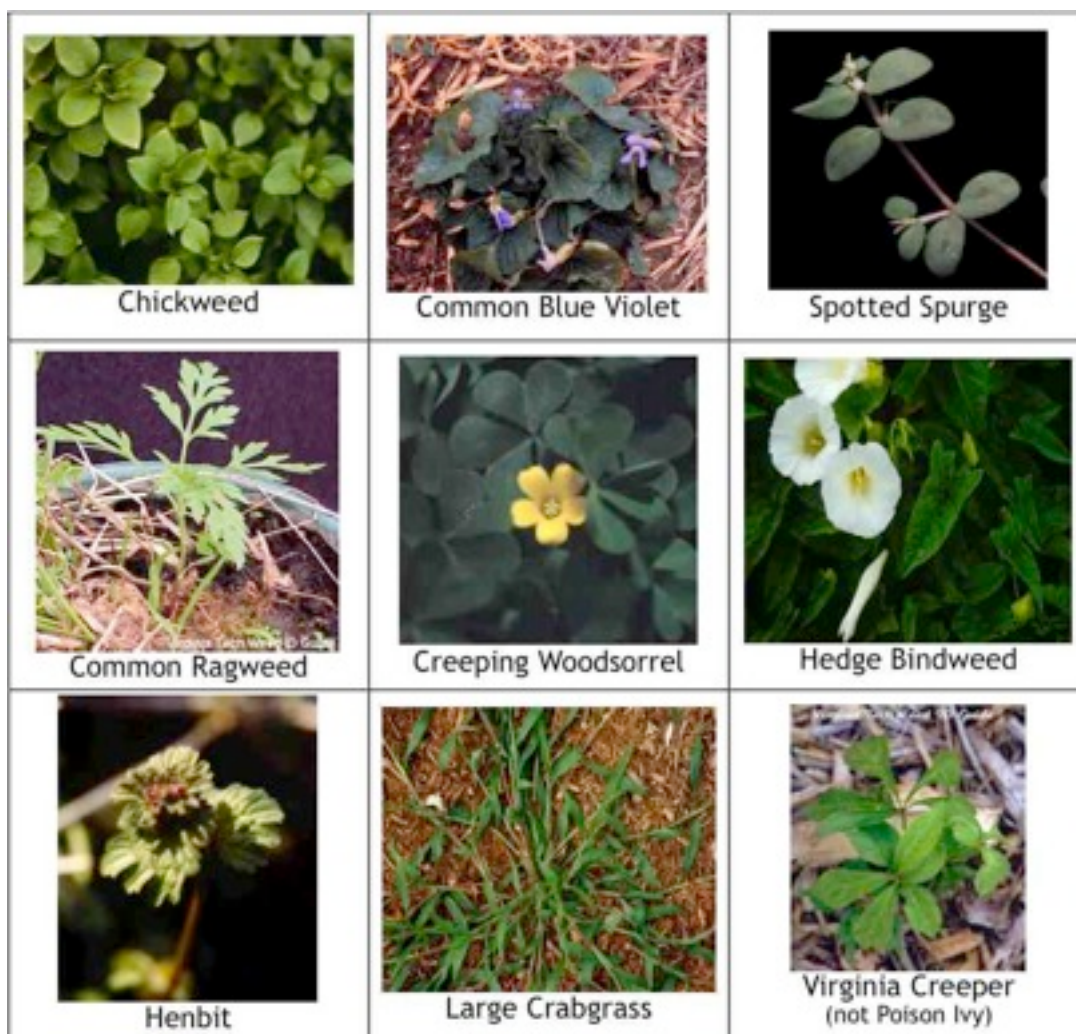 Chickweed
Common Blue Violet
Spotted Spurge
Common Ragweed
Creeping Woodsorrel
Hedge Bindweed
Henbit
Large Crabgrass
Virginia Creeper
(not Poison Ivy)